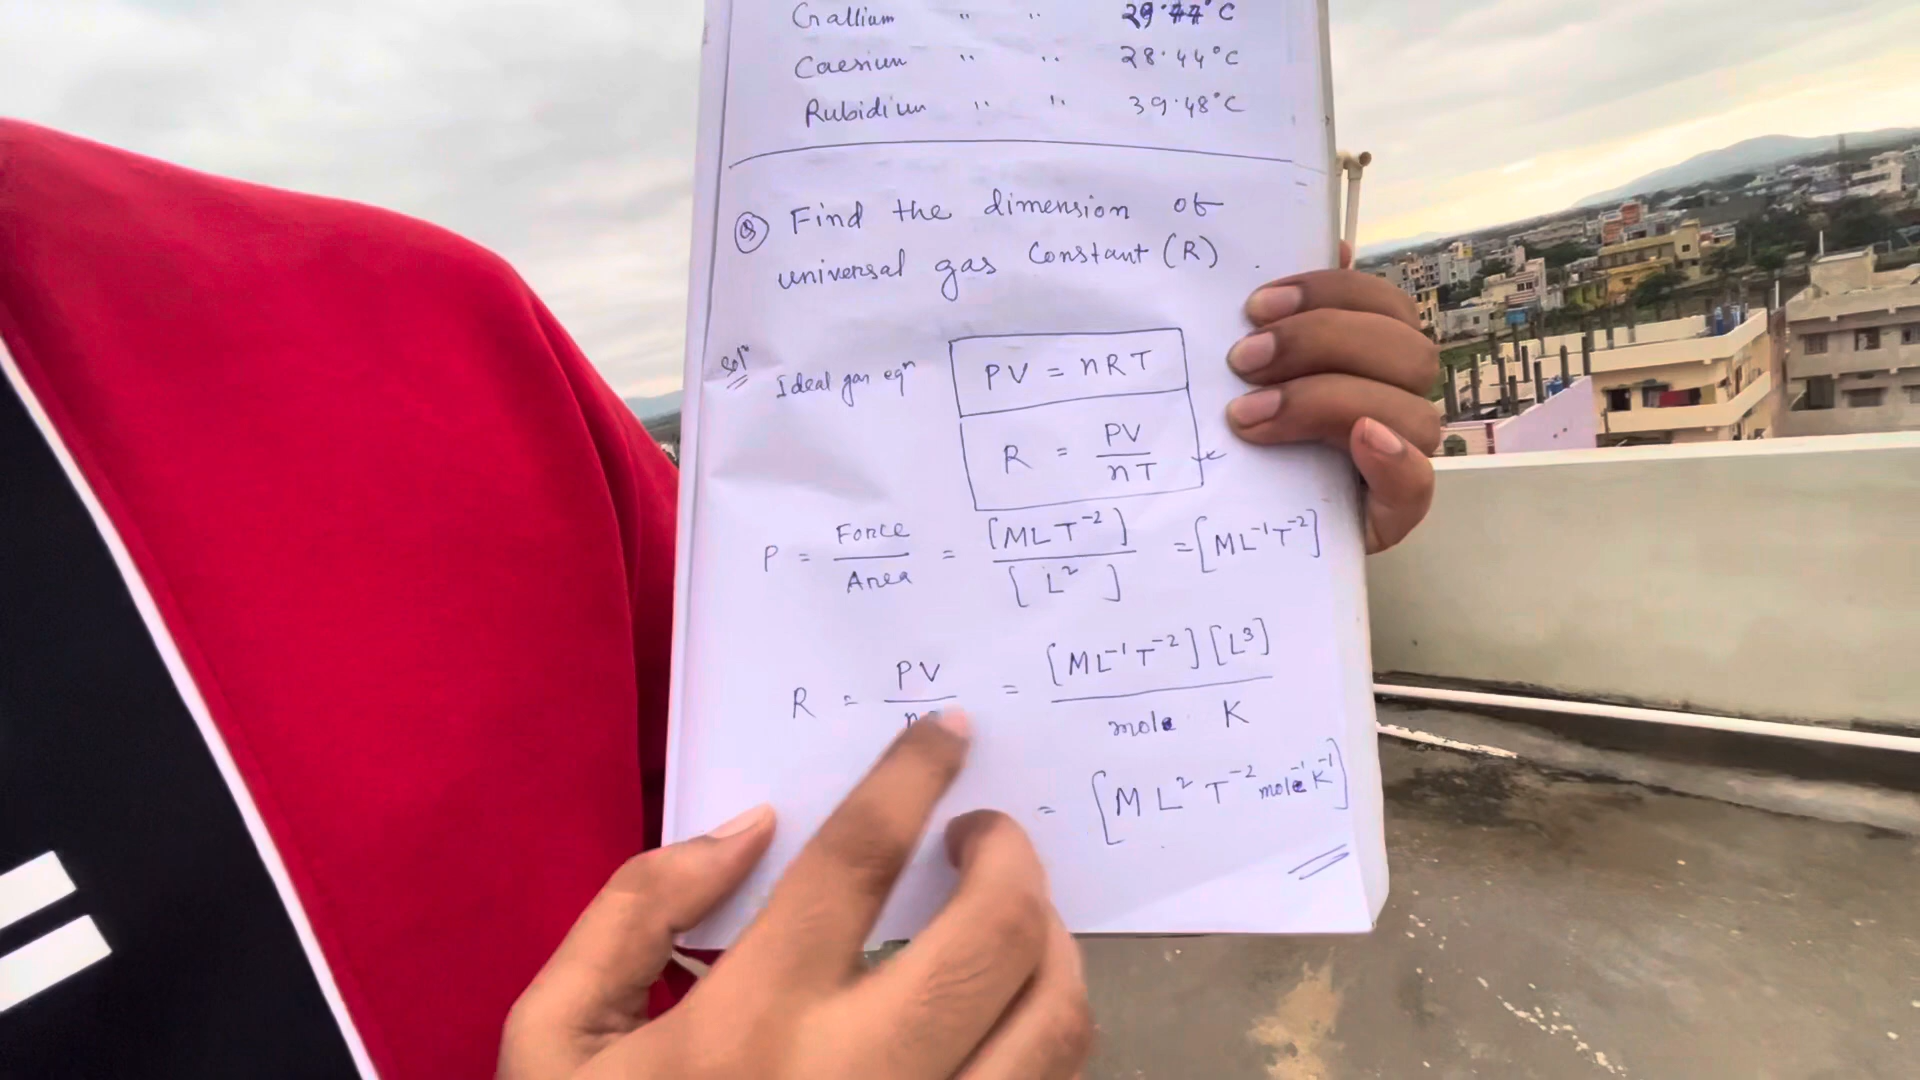 Gallium " " 29.77°C
Caesium " " 28.44°C
Rubidium " " 39.48°C
Q Find the dimension of
universal gas constant (R).
Solⁿ Ideal gas eqⁿ PV = nRT
R = PV / nT
P = Force / Area = [MLT⁻²] / [L²] = [ML⁻¹T⁻²]
R = PV / n = [ML⁻¹T⁻²][L³] / mole K
= [ML²T⁻² mole⁻¹ K⁻¹]